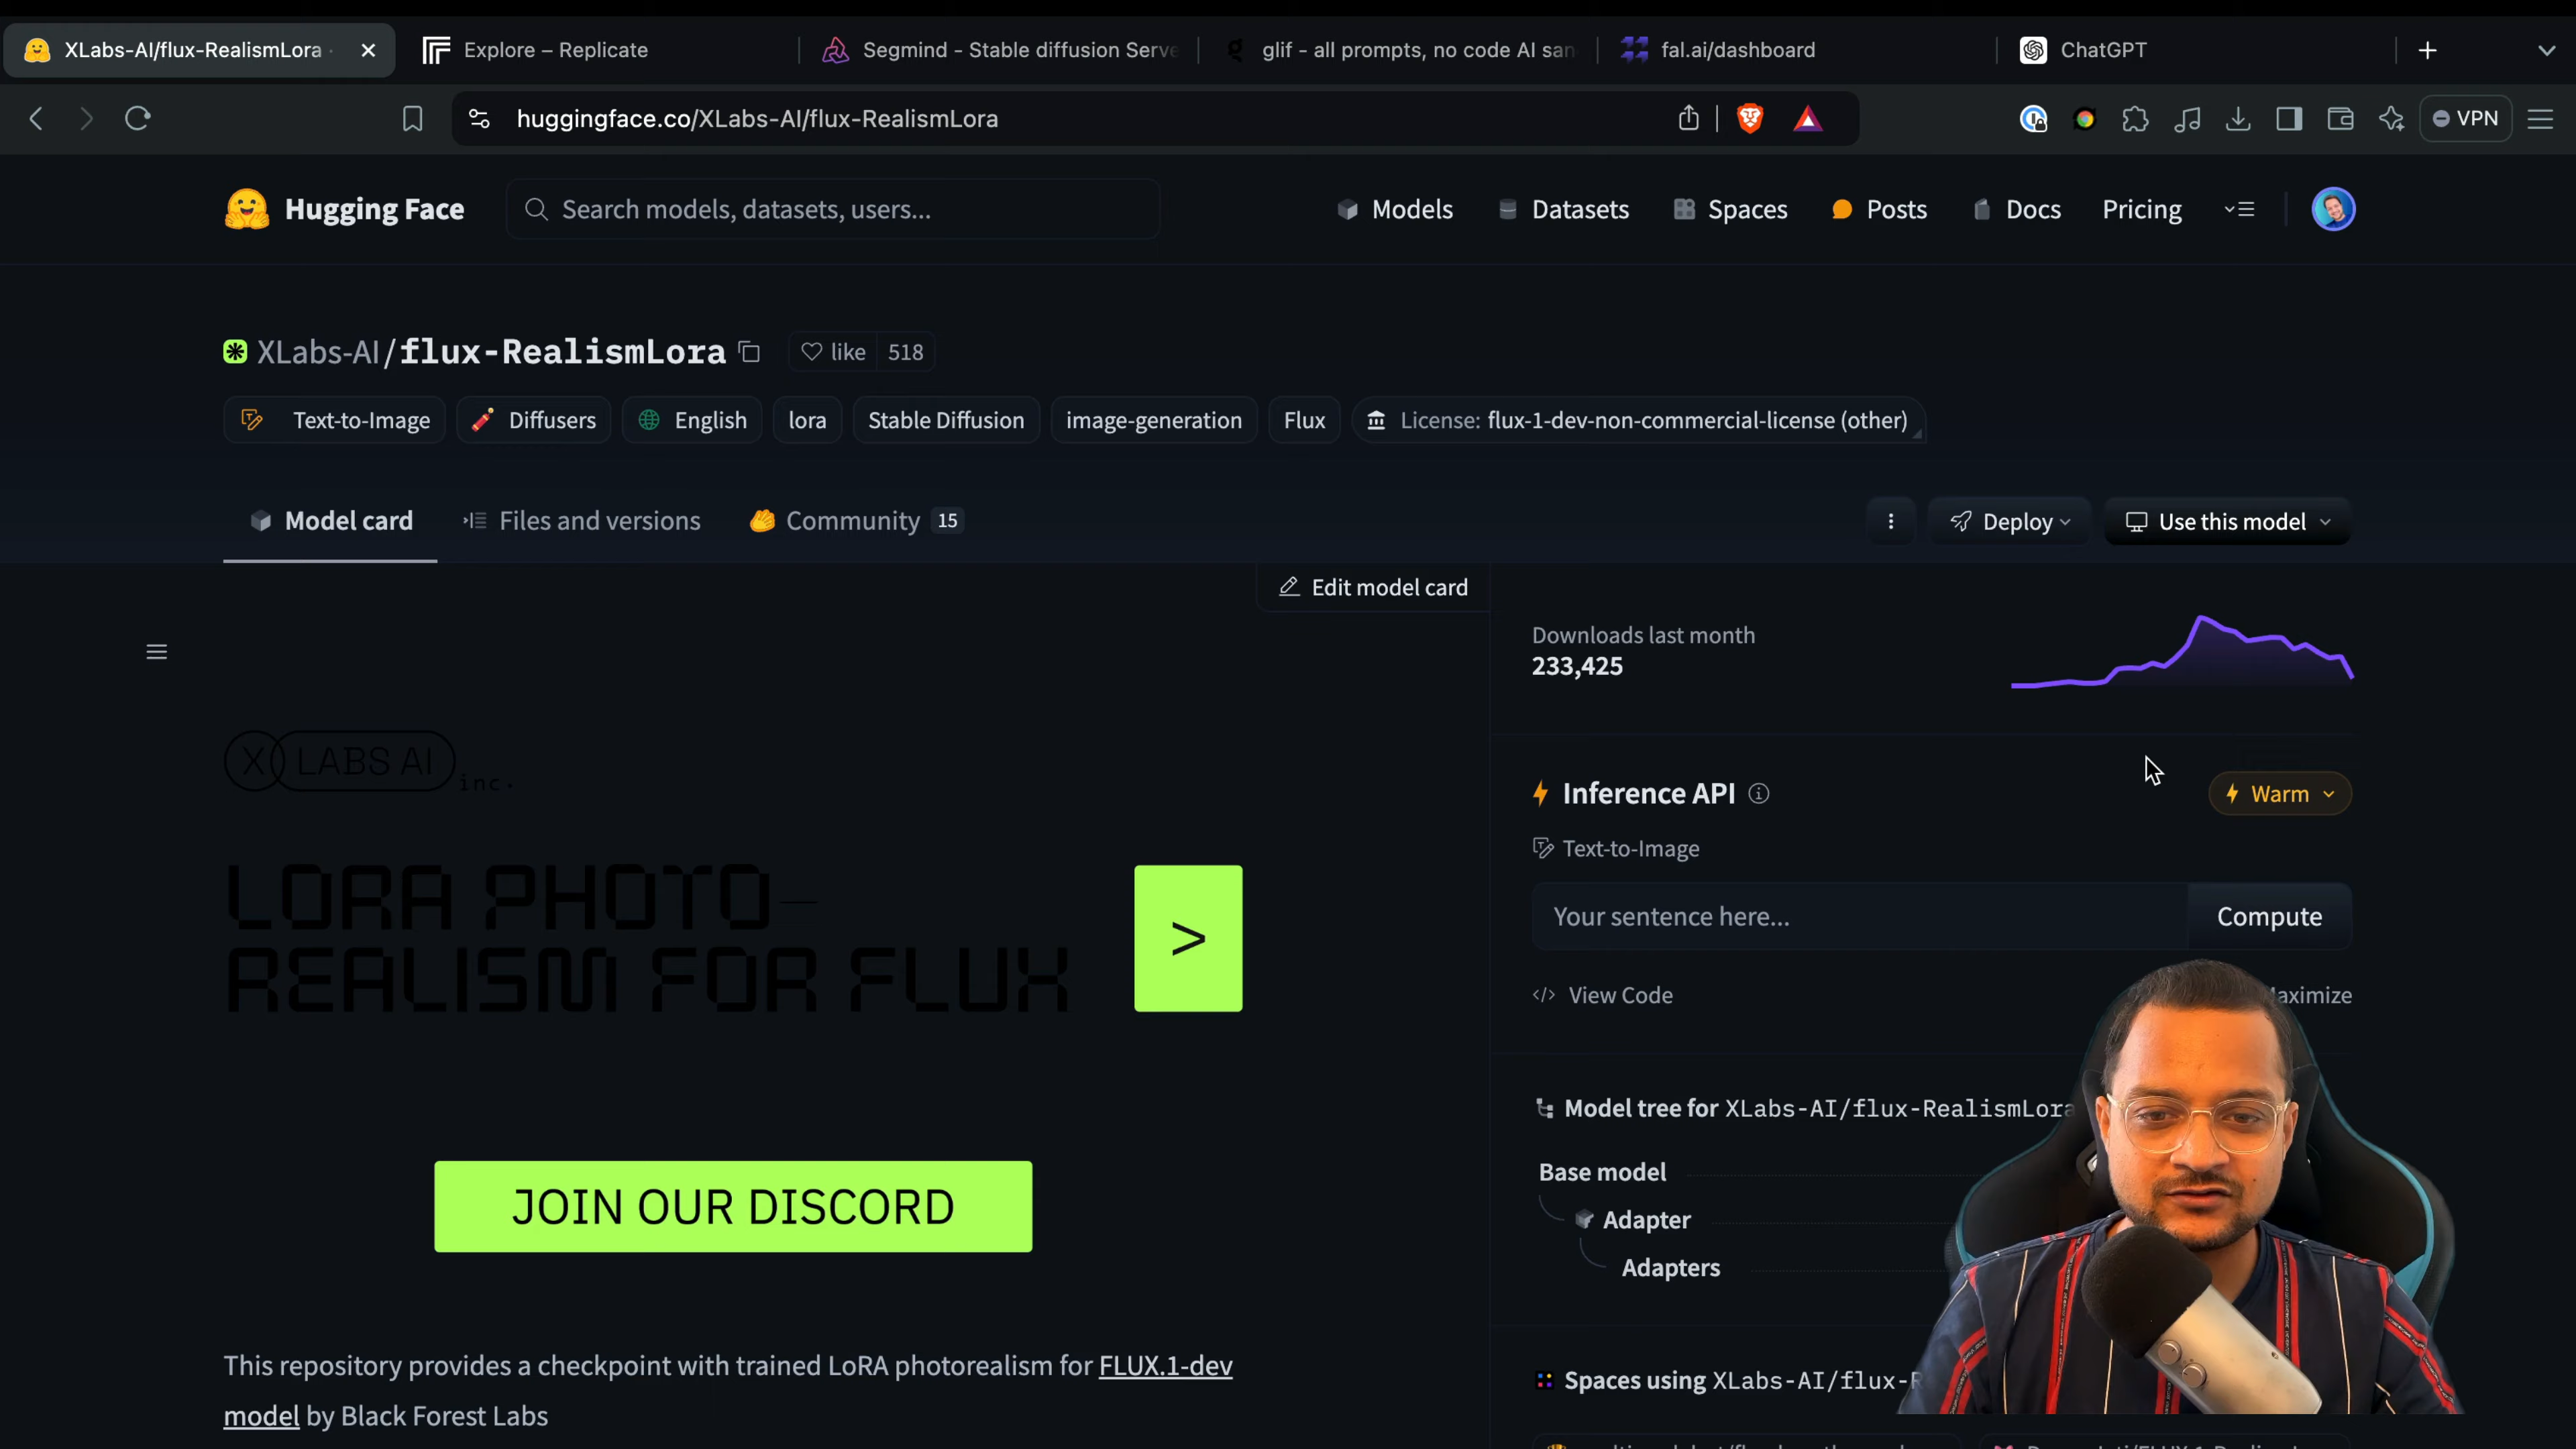 XLabs-AI/flux-RealismLora
Explore – Replicate
Segmind - Stable diffusion Serve
glif - all prompts, no code AI san
fal.ai/dashboard
ChatGPT
huggingface.co/XLabs-AI/flux-RealismLora
VPN
Hugging Face
Search models, datasets, users...
Models
Datasets
Spaces
Posts
Docs
Pricing
XLabs-AI/flux-RealismLora
like 518
Text-to-Image
Diffusers
English
lora
Stable Diffusion
image-generation
Flux
License: flux-1-dev-non-commercial-license (other)
Model card
Files and versions
Community 15
Deploy
Use this model
Edit model card
Downloads last month
233,425
X LABS AI inc.
LORA PHOTO—
REALISM FOR FLUX
>
JOIN OUR DISCORD
This repository provides a checkpoint with trained LoRA photorealism for FLUX.1-dev
model by Black Forest Labs
Inference API
Warm
Text-to-Image
Your sentence here...
Compute
View Code
Maximize
Model tree for XLabs-AI/flux-RealismLora
Base model
Adapter
Adapters
Spaces using XLabs-AI/flux-R